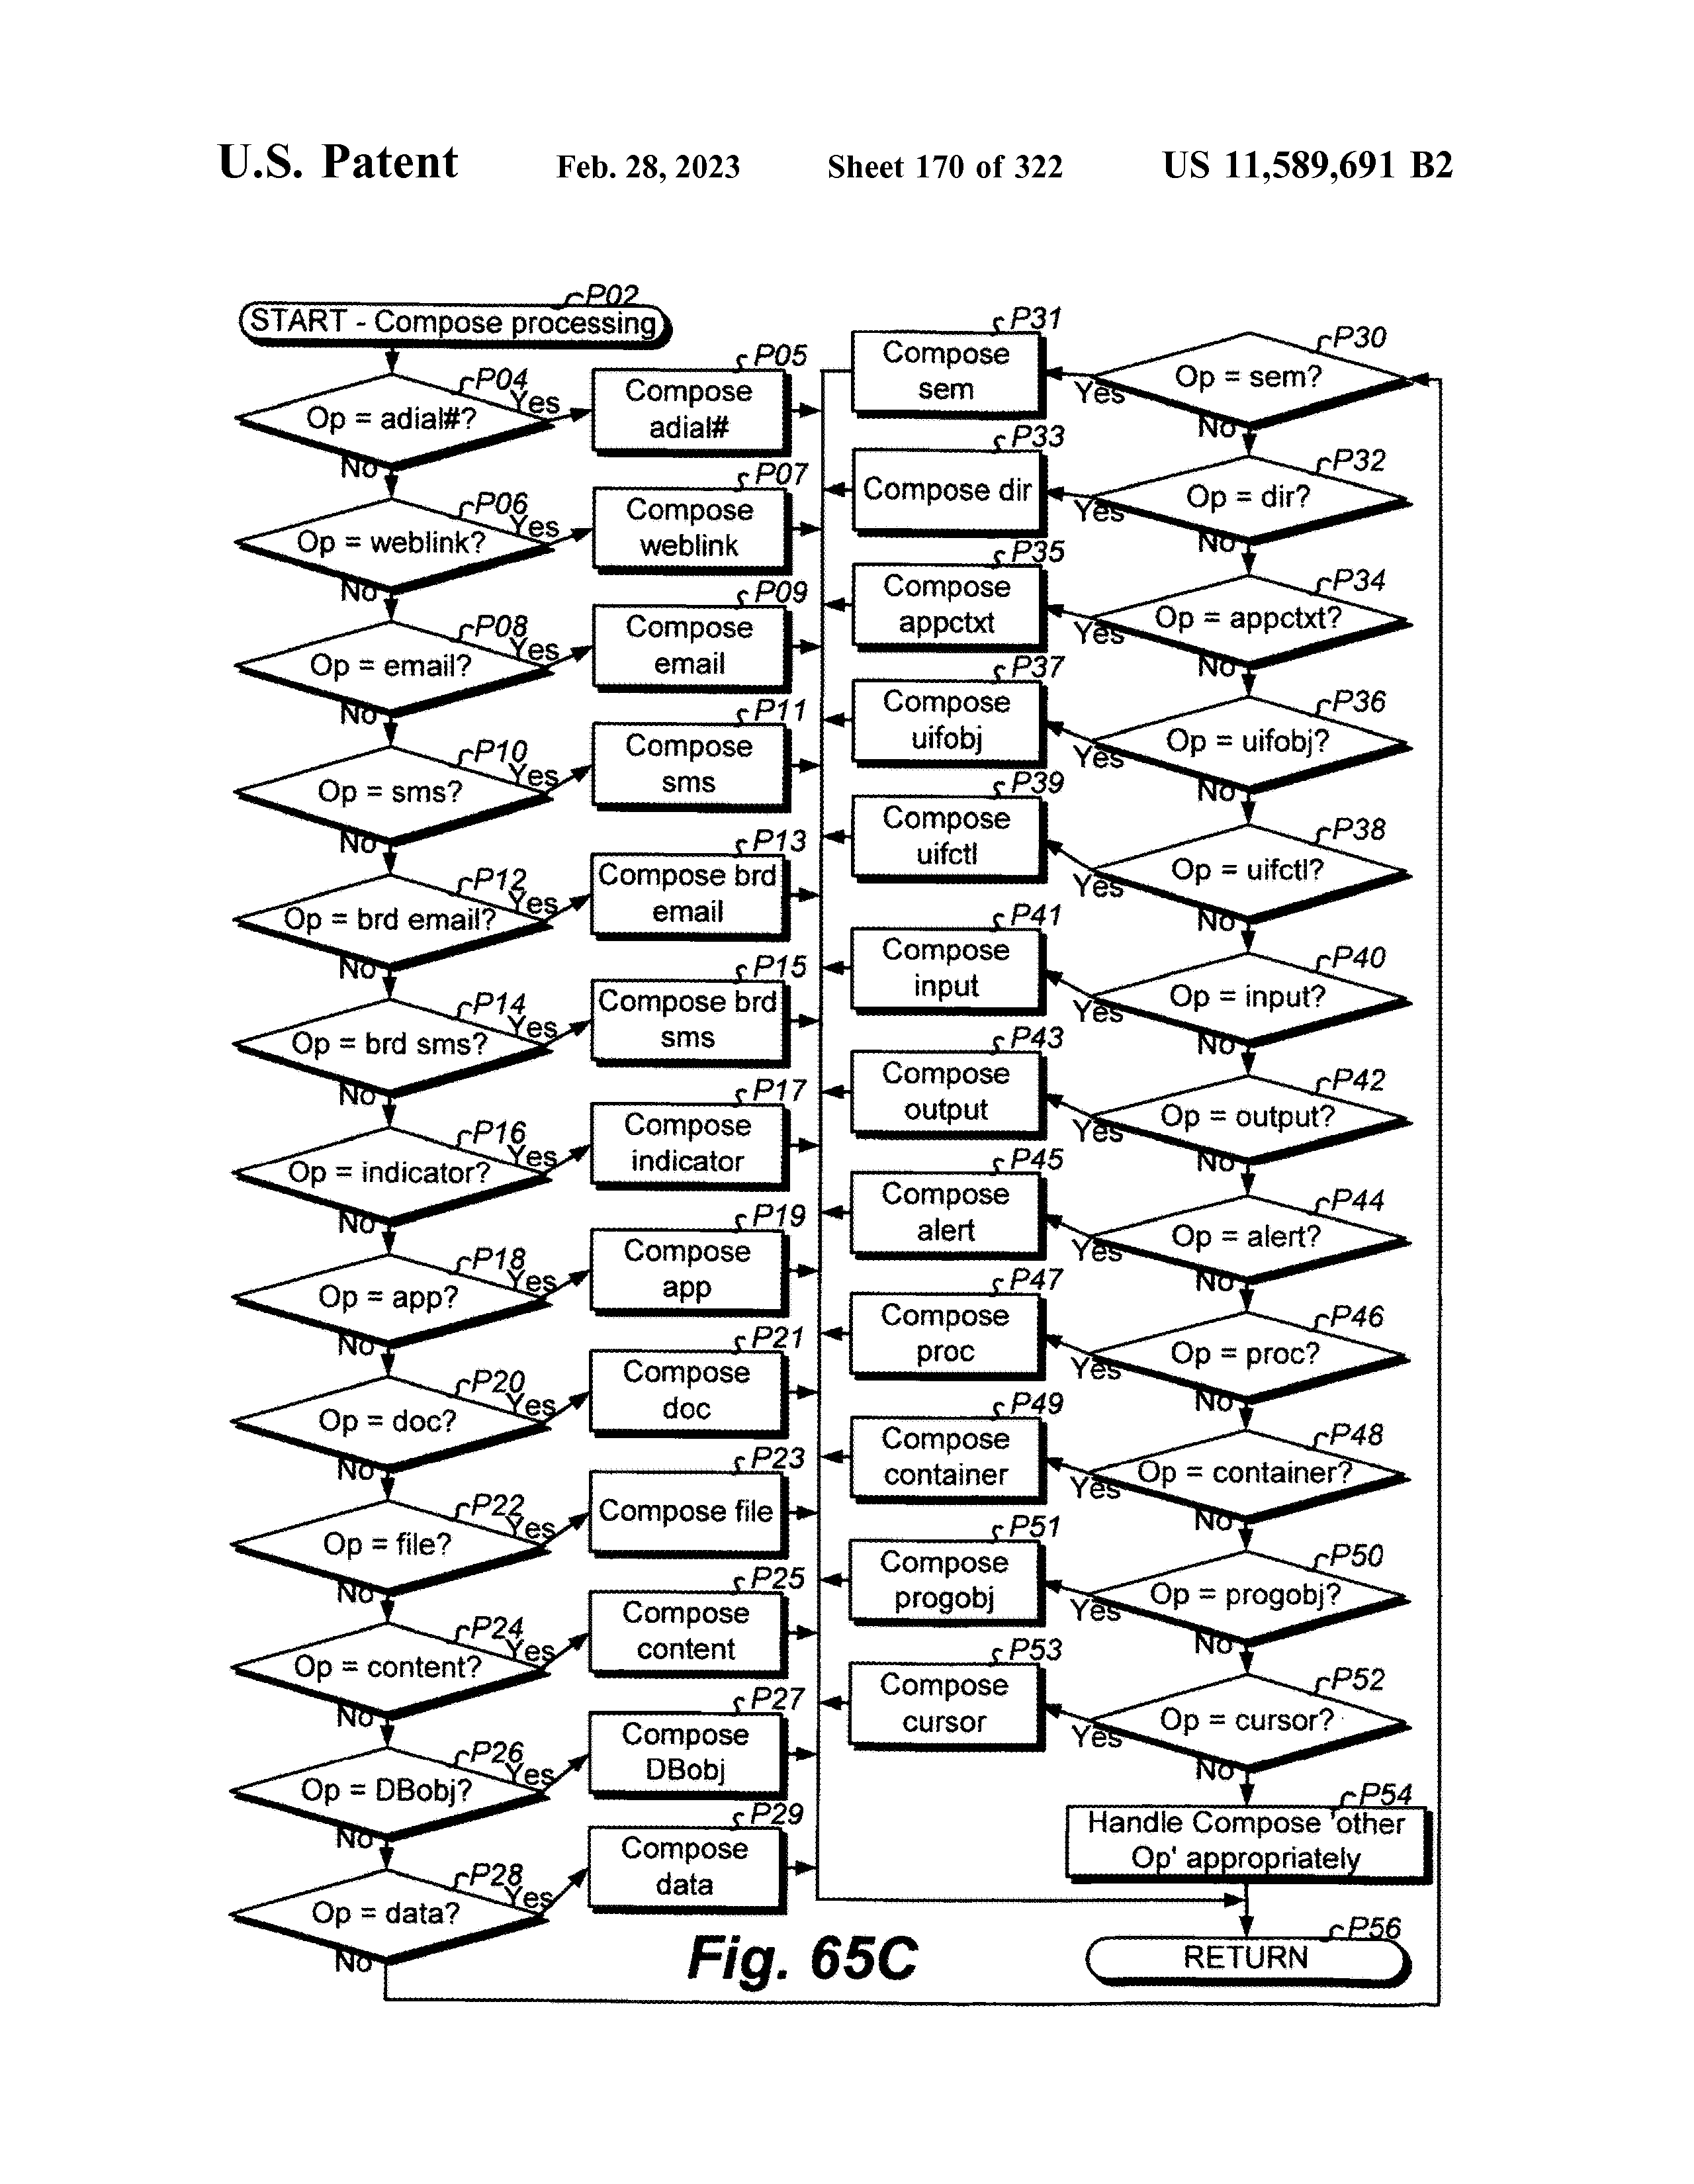 U.S. Patent Feb. 28, 2023 Sheet 170 of 322 US 11,589,691 B2
P02
START - Compose processing
P04
Op = adial#?
Yes
No
P05
Compose
adial#
P06
Op = weblink?
Yes
No
P07
Compose
weblink
P08
Op = email?
Yes
No
P09
Compose
email
P10
Op = sms?
Yes
No
P11
Compose
sms
P12
Op = brd email?
Yes
No
P13
Compose brd
email
P14
Op = brd sms?
Yes
No
P15
Compose brd
sms
P16
Op = indicator?
Yes
No
P17
Compose
indicator
P18
Op = app?
Yes
No
P19
Compose
app
P20
Op = doc?
Yes
No
P21
Compose
doc
P22
Op = file?
Yes
No
P23
Compose file
P24
Op = content?
Yes
No
P25
Compose
content
P26
Op = DBobj?
Yes
No
P27
Compose
DBobj
P28
Op = data?
Yes
No
P29
Compose
data
P30
Op = sem?
Yes
No
P31
Compose
sem
P32
Op = dir?
Yes
No
P33
Compose dir
P34
Op = appctxt?
Yes
No
P35
Compose
appctxt
P36
Op = uifobj?
Yes
No
P37
Compose
uifobj
P38
Op = uifctl?
Yes
No
P39
Compose
uifctl
P40
Op = input?
Yes
No
P41
Compose
input
P42
Op = output?
Yes
No
P43
Compose
output
P44
Op = alert?
Yes
No
P45
Compose
alert
P46
Op = proc?
Yes
No
P47
Compose
proc
P48
Op = container?
Yes
No
P49
Compose
container
P50
Op = progobj?
Yes
No
P51
Compose
progobj
P52
Op = cursor?
Yes
No
P53
Compose
cursor
P54
Handle Compose 'other
Op' appropriately
P56
RETURN
Fig. 65C